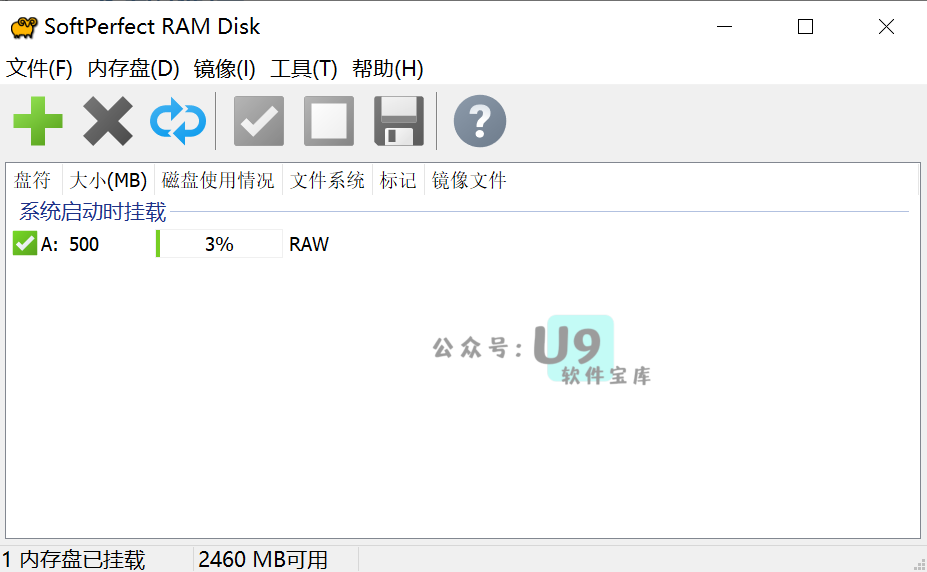 SoftPerfect RAM Disk
文件(F) 内存盘(D) 镜像(I) 工具(T) 帮助(H)
盘符 大小(MB) 磁盘使用情况 文件系统 标记 镜像文件
系统启动时挂载
A: 500 3% RAW
公众号：U9
软件宝库
1 内存盘已挂载 2460 MB可用